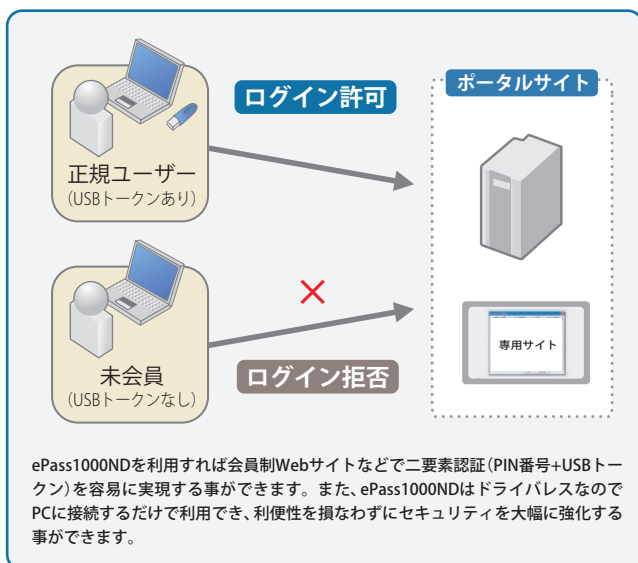 ログイン許可
ポータルサイト
正規ユーザー
(USBトークンあり)
専用サイト
未会員
(USBトークンなし)
ログイン拒否
ePass1000NDを利用すれば会員制Webサイトなどで二要素認証(PIN番号+USBトー
クン)を容易に実現する事ができます。また、ePass1000NDはドライバレスなので
PCに接続するだけで利用でき、利便性を損なわずにセキュリティを大幅に強化する
事ができます。